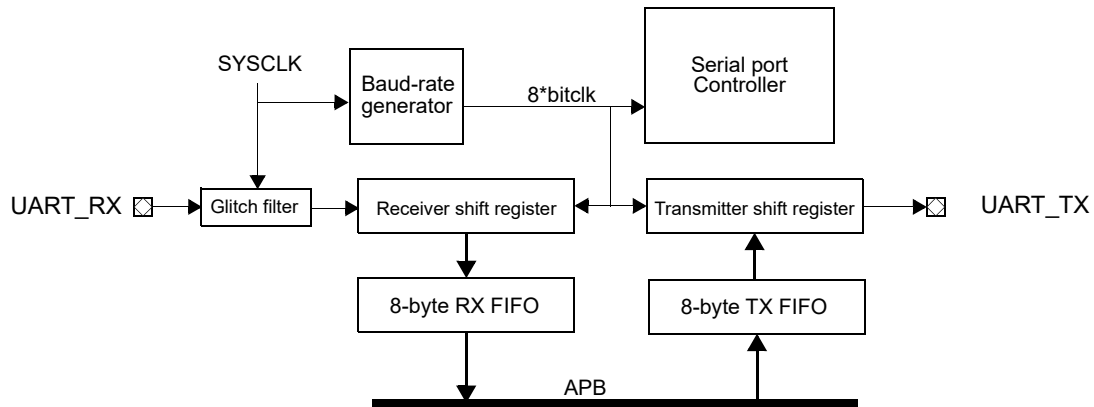 SYSCLK
Baud-rate
generator
8*bitclk
Serial port
Controller
UART_RX
Glitch filter
Receiver shift register
Transmitter shift register
UART_TX
8-byte RX FIFO
8-byte TX FIFO
APB